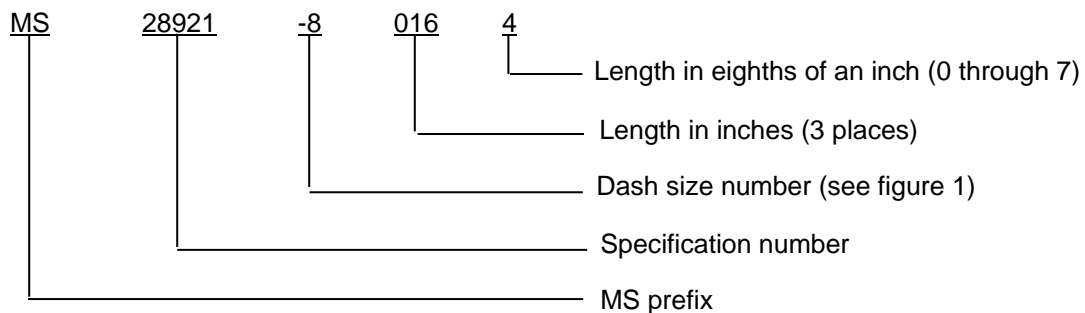 MS 28921 -8 016 4
Length in eighths of an inch (0 through 7)
Length in inches (3 places)
Dash size number (see figure 1)
Specification number
MS prefix